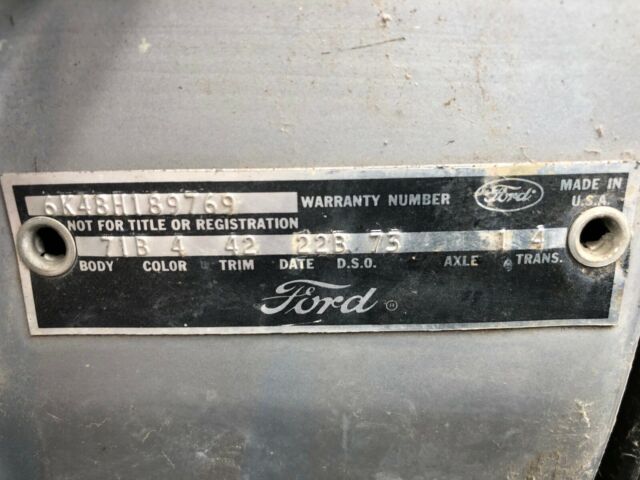 6K48H189769 WARRANTY NUMBER Ford MADE IN U.S.A.
NOT FOR TITLE OR REGISTRATION
71B 4 42 22B 75 1 4
BODY COLOR TRIM DATE D.S.O. AXLE TRANS.
Ford ®